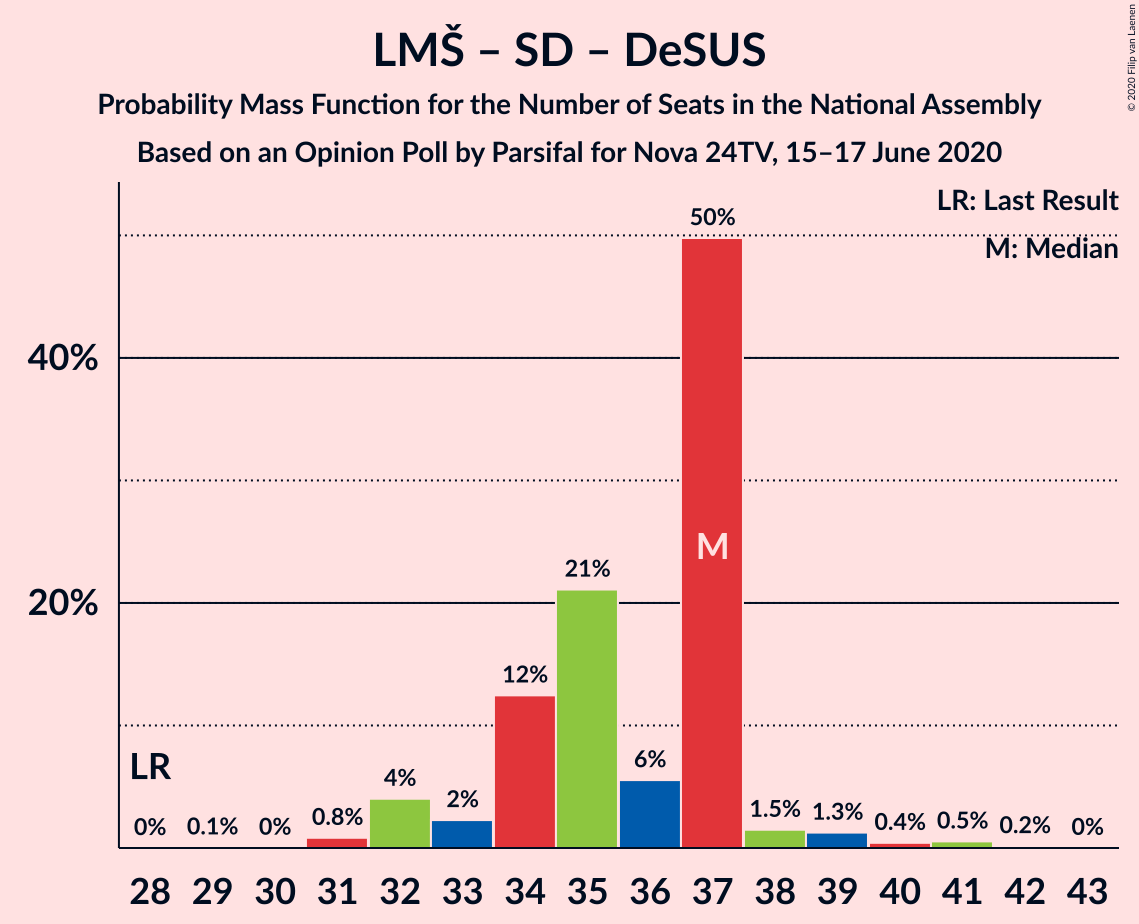 LMŠ – SD – DeSUS
Probability Mass Function for the Number of Seats in the National Assembly
Based on an Opinion Poll by Parsifal for Nova 24TV, 15–17 June 2020
© 2020 Filip van Laenen
LR: Last Result
M: Median
50%
40%
M
21%
20%
12%
LR
6%
4%
2%
0% 0.1% 0% 0.8% 1.5% 1.3% 0.4% 0.5% 0.2% 0%
28 29 30 31 32 33 34 35 36 37 38 39 40 41 42 43